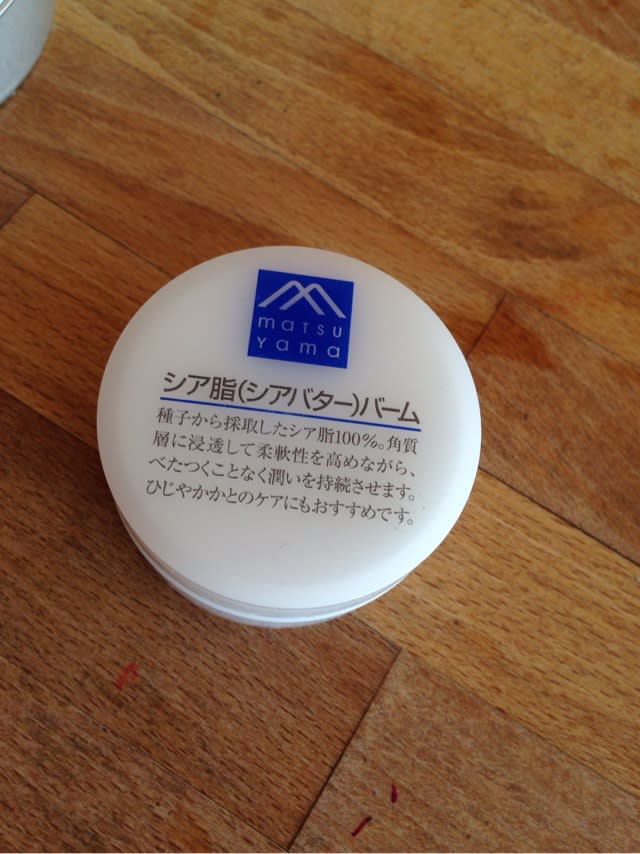 maTSU
Yama
シア脂(シアバター)バーム
種子から採取したシア脂100%。角質
層に浸透して柔軟性を高めながら、
べたつくことなく潤いを持続させます。
ひじやかかとのケアにもおすすめです。